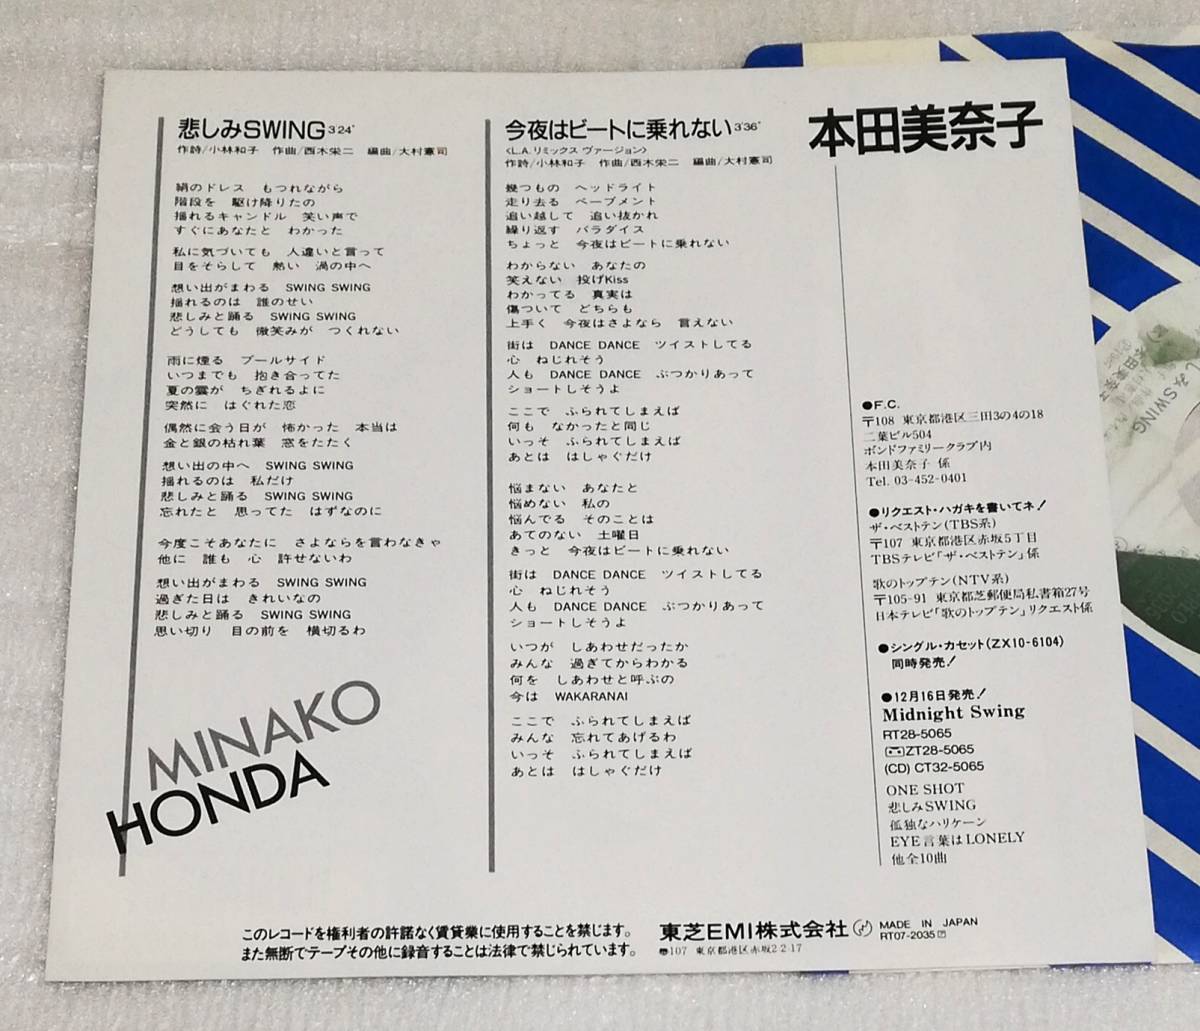 悲しみSWING 3'24"
作詩/小林和子 作曲/西木栄二 編曲/大村憲司
絹のドレス もつれながら
階段を 駆け降りたの
揺れるキャンドル 笑い声で
すぐにあなたと わかった
私に気づいても 人違いと言って
目をそらして 熱い 渦の中へ
想い出がまわる SWING SWING
揺れるのは 誰のせい
悲しみと踊る SWING SWING
どうしても 微笑みが つくれない
雨に煙る プールサイド
いつまでも 抱き合ってた
夏の雲が ちぎれるよに
突然に はぐれた恋
偶然に会う日が 怖かった 本当は
金と銀の枯れ葉 窓をたたく
想い出の中へ SWING SWING
揺れるのは 私だけ
悲しみと踊る SWING SWING
忘れたと 思ってた はずなのに
今度こそあなたに さよならを言わなきゃ
他に 誰も 心 許せないわ
想い出がまわる SWING SWING
過ぎた日は きれいなの
悲しみと踊る SWING SWING
思い切り 目の前を 横切るわ
MINAKO
HONDA
今夜はビートに乗れない 3'36"
〈L.A.リミックス ヴァージョン〉
作詩/小林和子 作曲/西木栄二 編曲/大村憲司
幾つもの ヘッドライト
走り去る ペーブメント
追い越して 追い抜かれ
繰り返す パラダイス
ちょっと 今夜はビートに乗れない
わからない あなたの
笑えない 投げKiss
わかってる 真実は
傷ついて どちらも
上手く 今夜はさよなら 言えない
街は DANCE DANCE ツイストしてる
心 ねじれそう
人も DANCE DANCE ぶつかりあって
ショートしそうよ
ここで ふられてしまえば
何も なかったと同じ
いっそ ふられてしまえば
あとは はしゃぐだけ
悩まない あなたと
悩めない 私の
悩んでる そのことは
あてのない 土曜日
きっと 今夜はビートに乗れない
街は DANCE DANCE ツイストしてる
心 ねじれそう
人も DANCE DANCE ぶつかりあって
ショートしそうよ
いつが しあわせだったか
みんな 過ぎてからわかる
何を しあわせと呼ぶの
今は WAKARANAI
ここで ふられてしまえば
みんな 忘れてあげるわ
いっそ ふられてしまえば
あとは はしゃぐだけ
本田美奈子
●F.C.
〒108 東京都港区三田3の4の18
二葉ビル504
ボンドファミリークラブ内
本田美奈子 係
Tel. 03-452-0401
●リクエスト・ハガキを書いてネ!
ザ・ベストテン(TBS系)
〒107 東京都港区赤坂5丁目
TBSテレビ「ザ・ベストテン」係
歌のトップテン(NTV系)
〒105-91 東京都芝郵便局私書箱27号
日本テレビ「歌のトップテン」リクエスト係
●シングル・カセット(ZX10-6104)
同時発売!
●12月16日発売!
Midnight Swing
RT28-5065
ZT28-5065
(CD) CT32-5065
ONE SHOT
悲しみSWING
孤独なハリケーン
EYE言葉はLONELY
他全10曲
このレコードを権利者の許諾なく賃貸業に使用することを禁じます。
また無断でテープその他に録音することは法律で禁じられています。
東芝EMI株式会社
107 東京都港区赤坂2-2-17
MADE IN JAPAN
RT07-2035
しみSWING